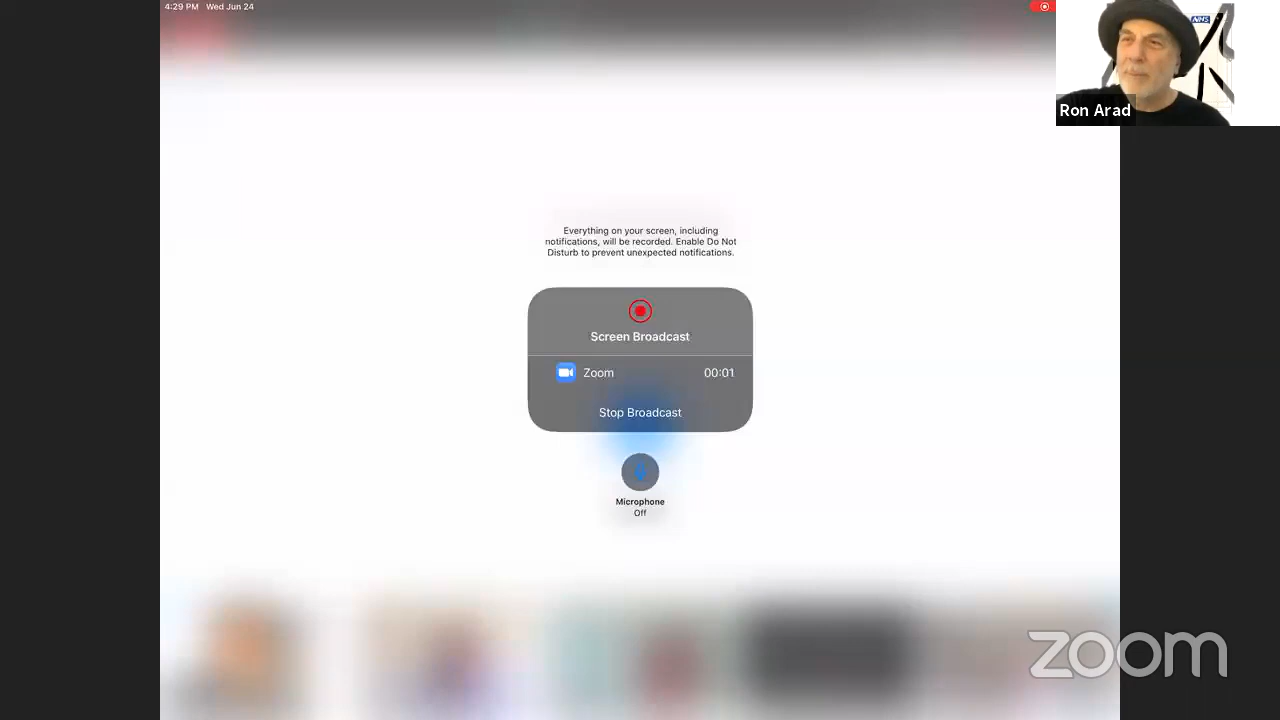 4:29 PM Wed Jun 24
NHS
Ron Arad
Everything on your screen, including
notifications, will be recorded. Enable Do Not
Disturb to prevent unexpected notifications.
Screen Broadcast
Zoom 00:01
Stop Broadcast
Microphone
Off
zoom